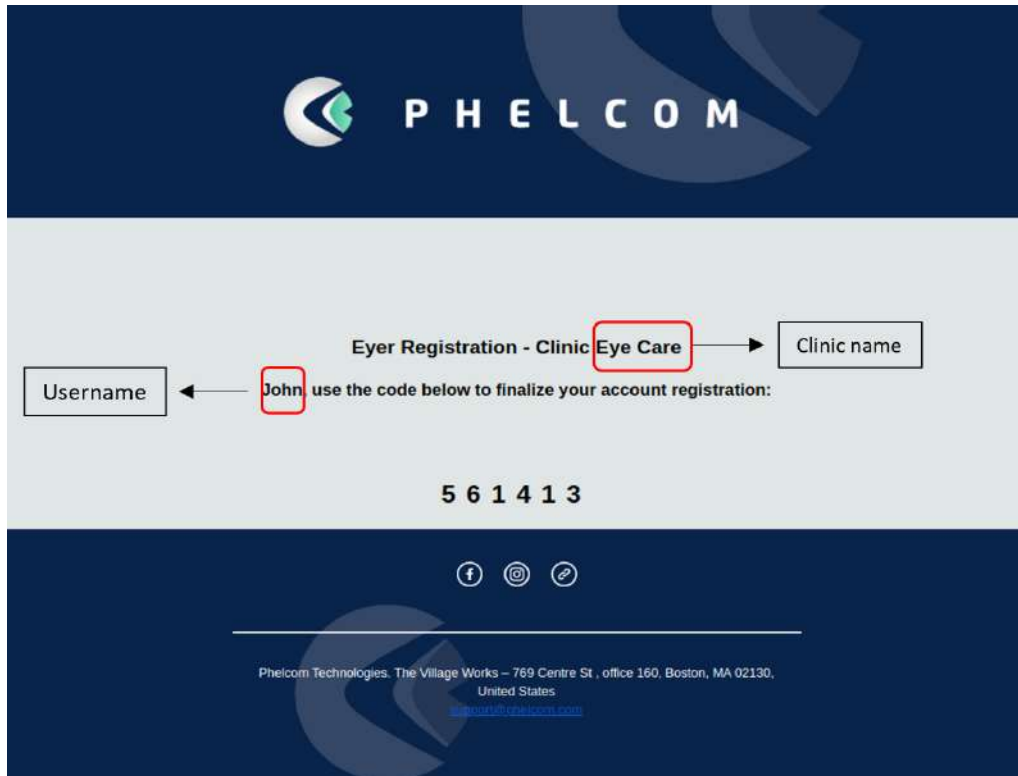 PHELCOM
Eyer Registration - Clinic Eye Care
Clinic name
Username
John, use the code below to finalize your account registration:
5 6 1 4 1 3
Phelcom Technologies. The Village Works – 769 Centre St , office 160, Boston, MA 02130,
United States
support@phelcom.com